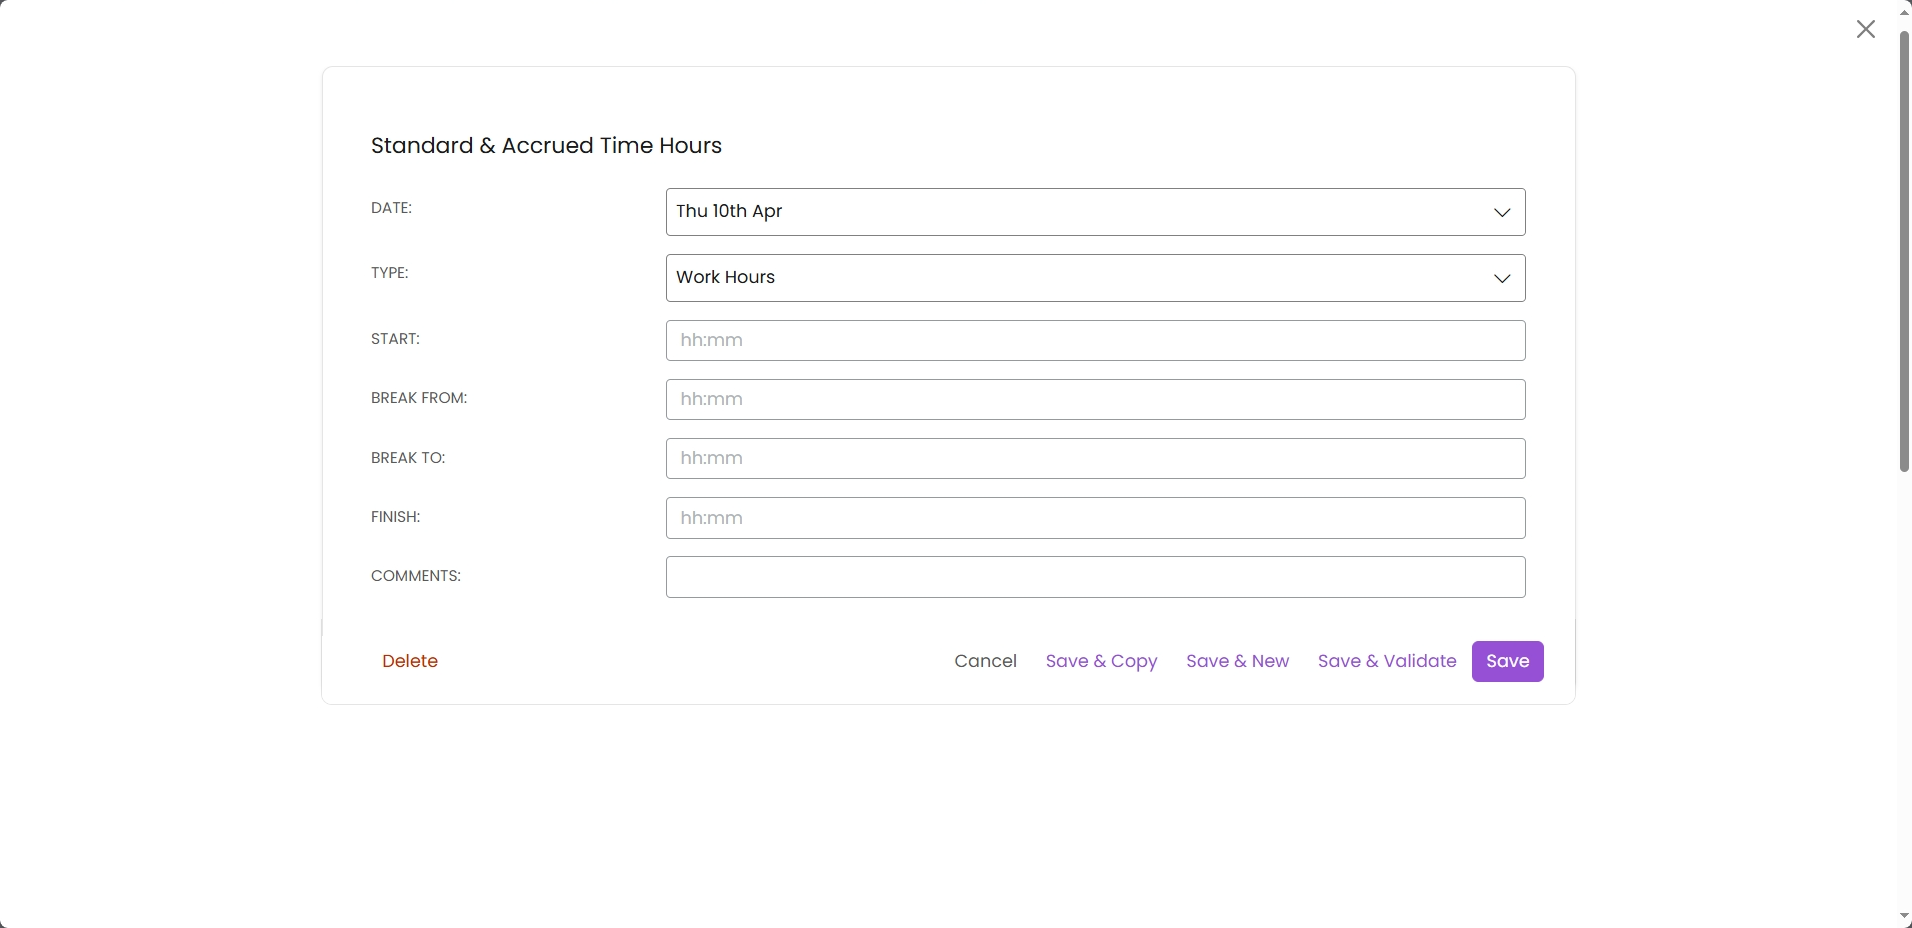 Standard & Accrued Time Hours
DATE: Thu 10th Apr
TYPE: Work Hours
START: hh:mm
BREAK FROM: hh:mm
BREAK TO: hh:mm
FINISH: hh:mm
COMMENTS:
Delete Cancel Save & Copy Save & New Save & Validate Save